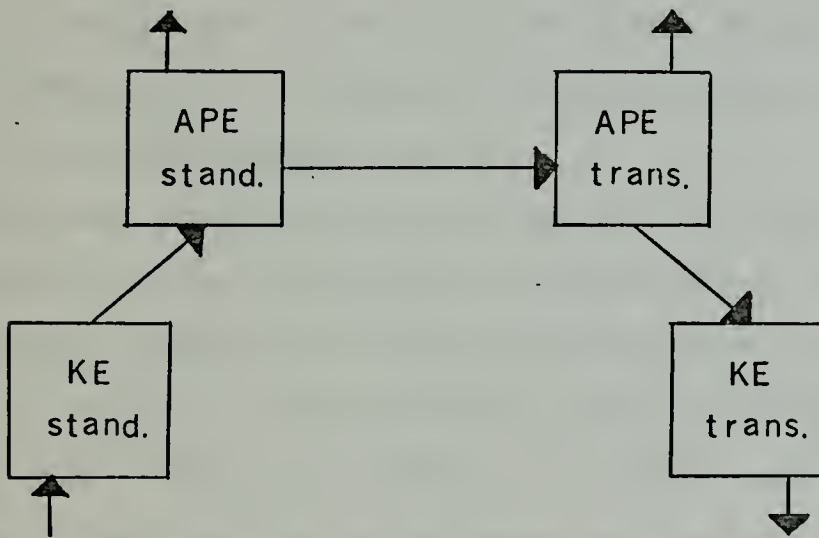 APE
stand.
APE
trans.
KE
stand.
KE
trans.